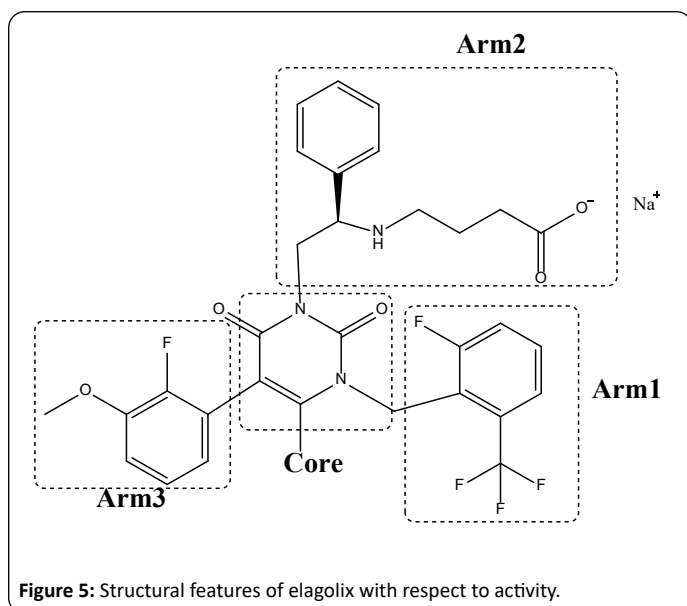 Arm2
O⁻
Na⁺
N
H
O
O
N
O
F
F
N
O
Arm1
Core
F
F
F
Arm3
Figure 5: Structural features of elagolix with respect to activity.